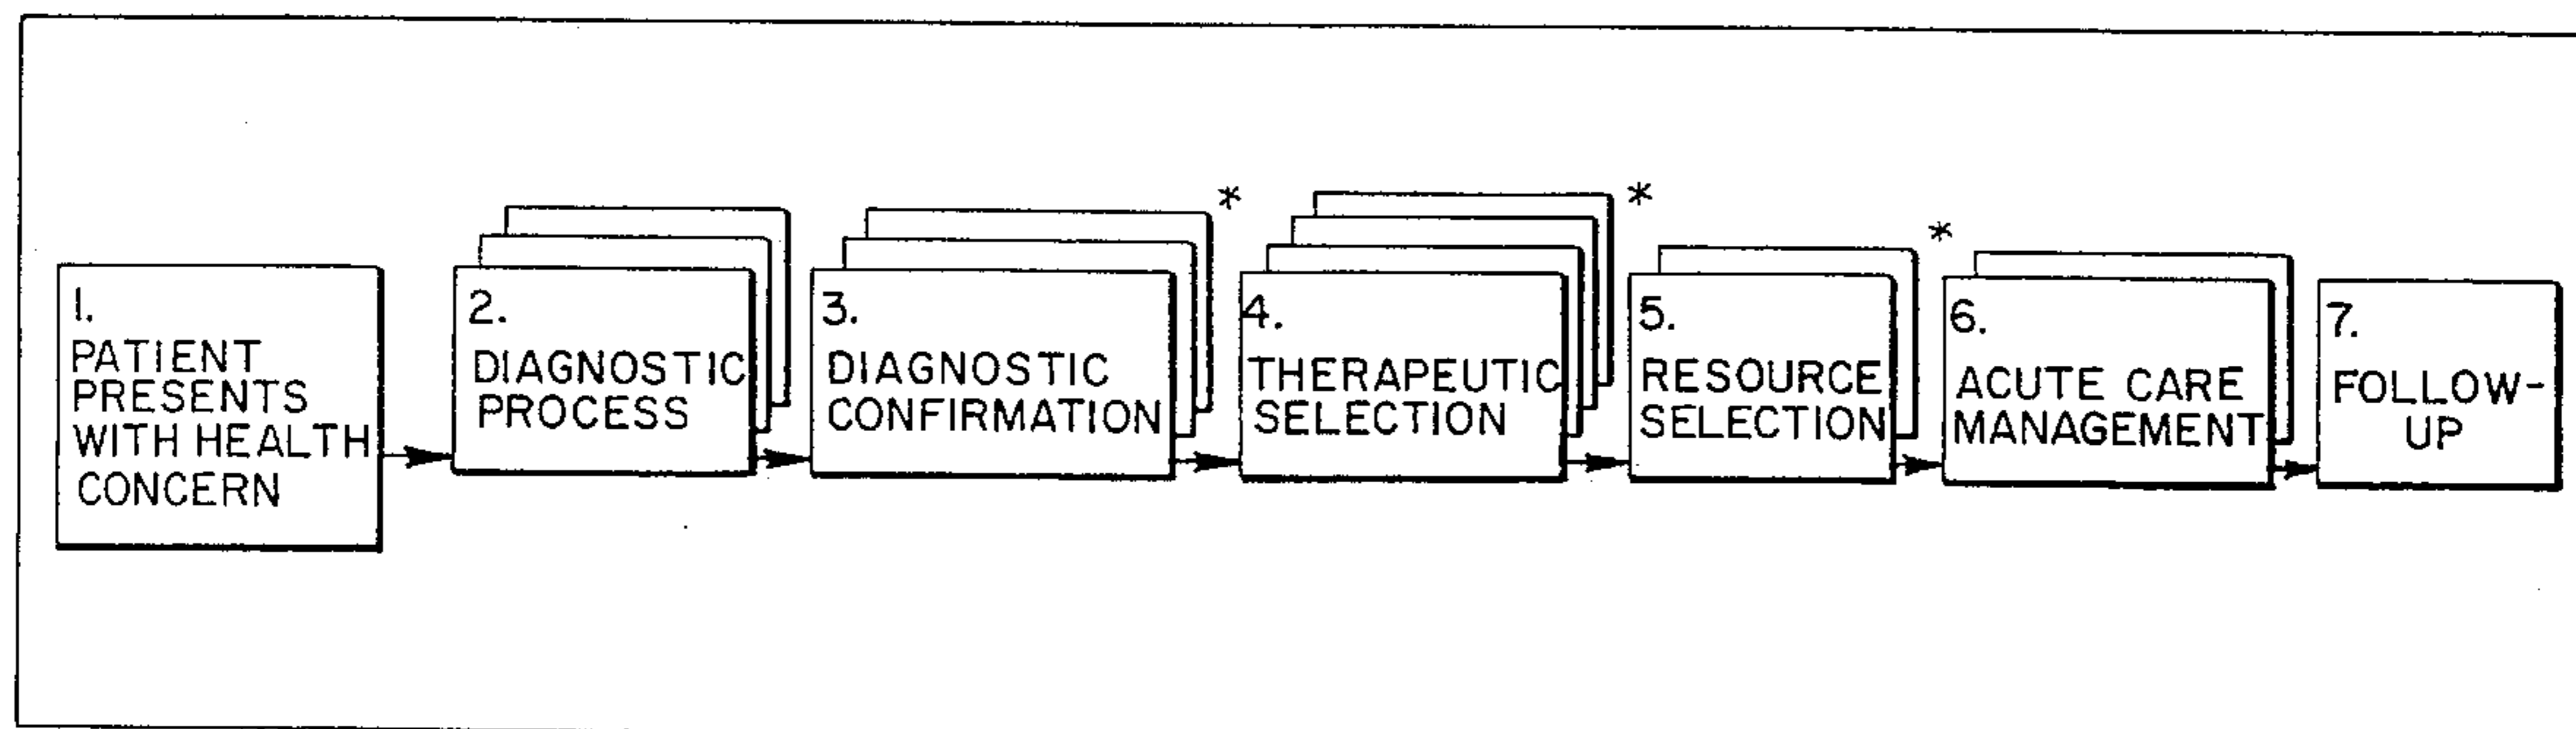 1.
PATIENT
PRESENTS
WITH HEALTH
CONCERN
2.
DIAGNOSTIC
PROCESS
*
3.
DIAGNOSTIC
CONFIRMATION
*
4.
THERAPEUTIC
SELECTION
*
5.
RESOURCE
SELECTION
6.
ACUTE CARE
MANAGEMENT
7.
FOLLOW-
UP